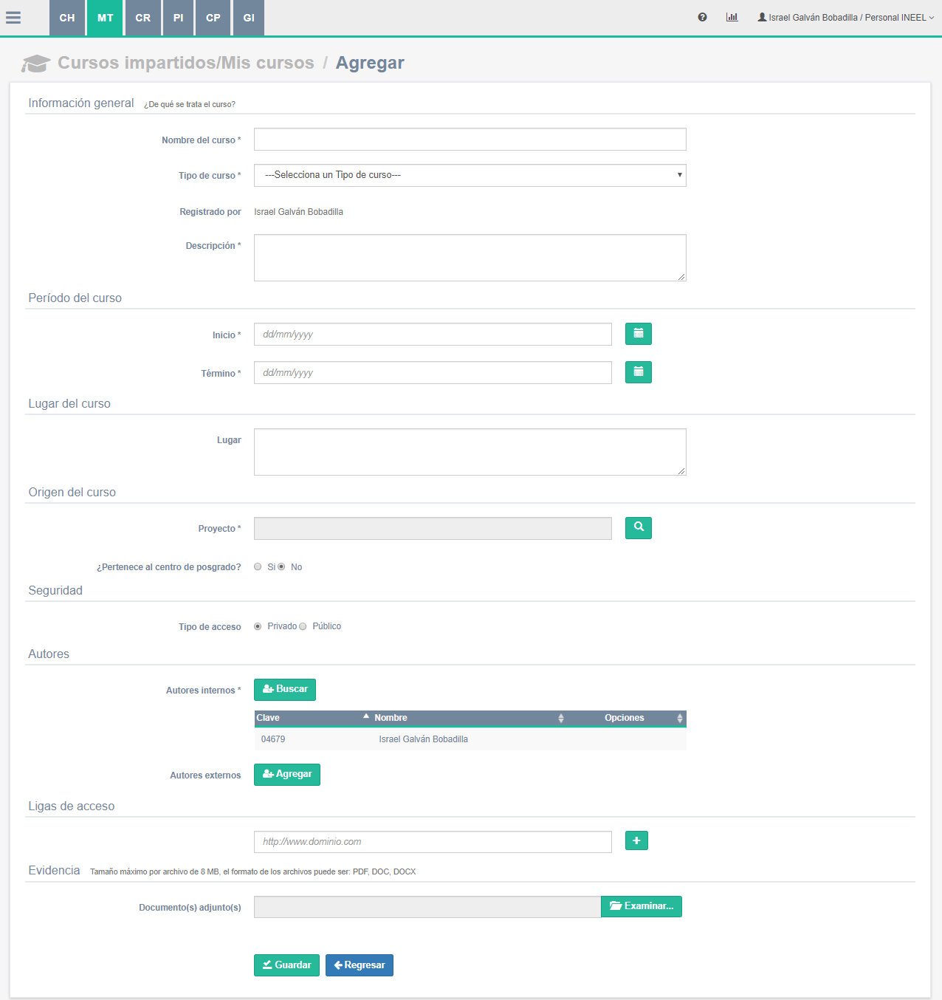 CH MT CR PI CP GI Israel Galván Bobadilla / Personal INEEL
Cursos impartidos/Mis cursos / Agregar
Información general ¿De qué se trata el curso?
Nombre del curso *
Tipo de curso * ---Selecciona un Tipo de curso---
Registrado por Israel Galván Bobadilla
Descripción *
Período del curso
Inicio * dd/mm/yyyy
Término * dd/mm/yyyy
Lugar del curso
Lugar
Origen del curso
Proyecto *
¿Pertenece al centro de posgrado? Si No
Seguridad
Tipo de acceso Privado Público
Autores
Autores internos * Buscar
Clave Nombre Opciones
04679 Israel Galván Bobadilla
Autores externos Agregar
Ligas de acceso
http://www.dominio.com
Evidencia Tamaño máximo por archivo de 8 MB, el formato de los archivos puede ser: PDF, DOC, DOCX
Documento(s) adjunto(s) Examinar...
Guardar Regresar